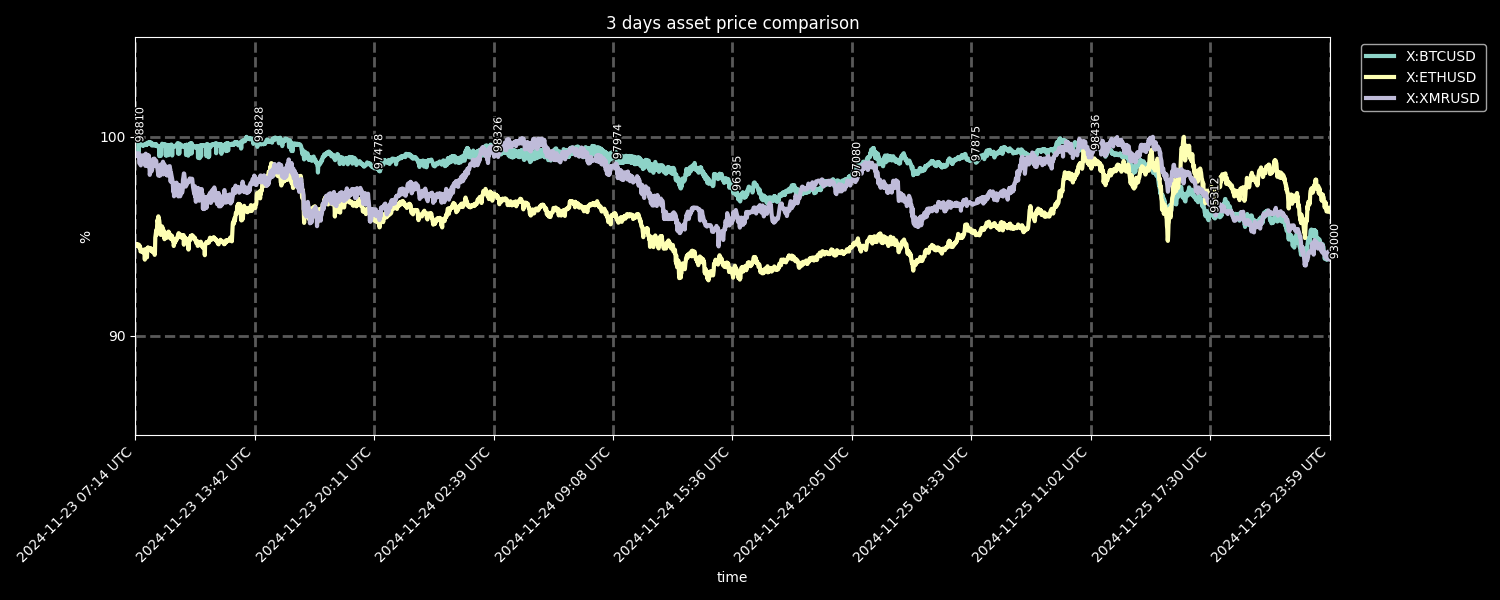 3 days asset price comparison
X:BTCUSD
X:ETHUSD
X:XMRUSD
%
100
90
98810
98828
97478
98326
97974
96395
97080
97875
98436
95312
93000
2024-11-23 07:14 UTC
2024-11-23 13:42 UTC
2024-11-23 20:11 UTC
2024-11-24 02:39 UTC
2024-11-24 09:08 UTC
2024-11-24 15:36 UTC
2024-11-24 22:05 UTC
2024-11-25 04:33 UTC
2024-11-25 11:02 UTC
2024-11-25 17:30 UTC
2024-11-25 23:59 UTC
time